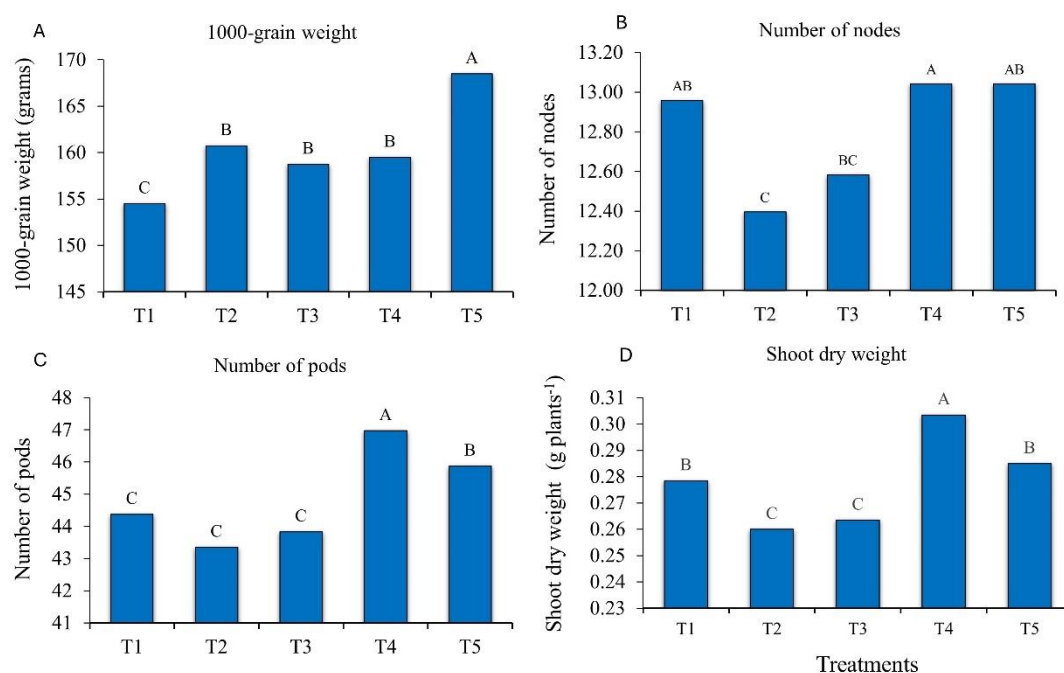 A
1000-grain weight
1000-grain weight (grams)
170
165
160
155
150
145
C
B
B
B
A
T1
T2
T3
T4
T5
B
Number of nodes
Number of nodes
13.20
13.00
12.80
12.60
12.40
12.20
12.00
AB
C
BC
A
AB
T1
T2
T3
T4
T5
C
Number of pods
Number of pods
48
47
46
45
44
43
42
41
C
C
C
A
B
T1
T2
T3
T4
T5
D
Shoot dry weight
Shoot dry weight (g plants⁻¹)
0.31
0.30
0.29
0.28
0.27
0.26
0.25
0.24
0.23
B
C
C
A
B
T1
T2
T3
T4
T5
Treatments